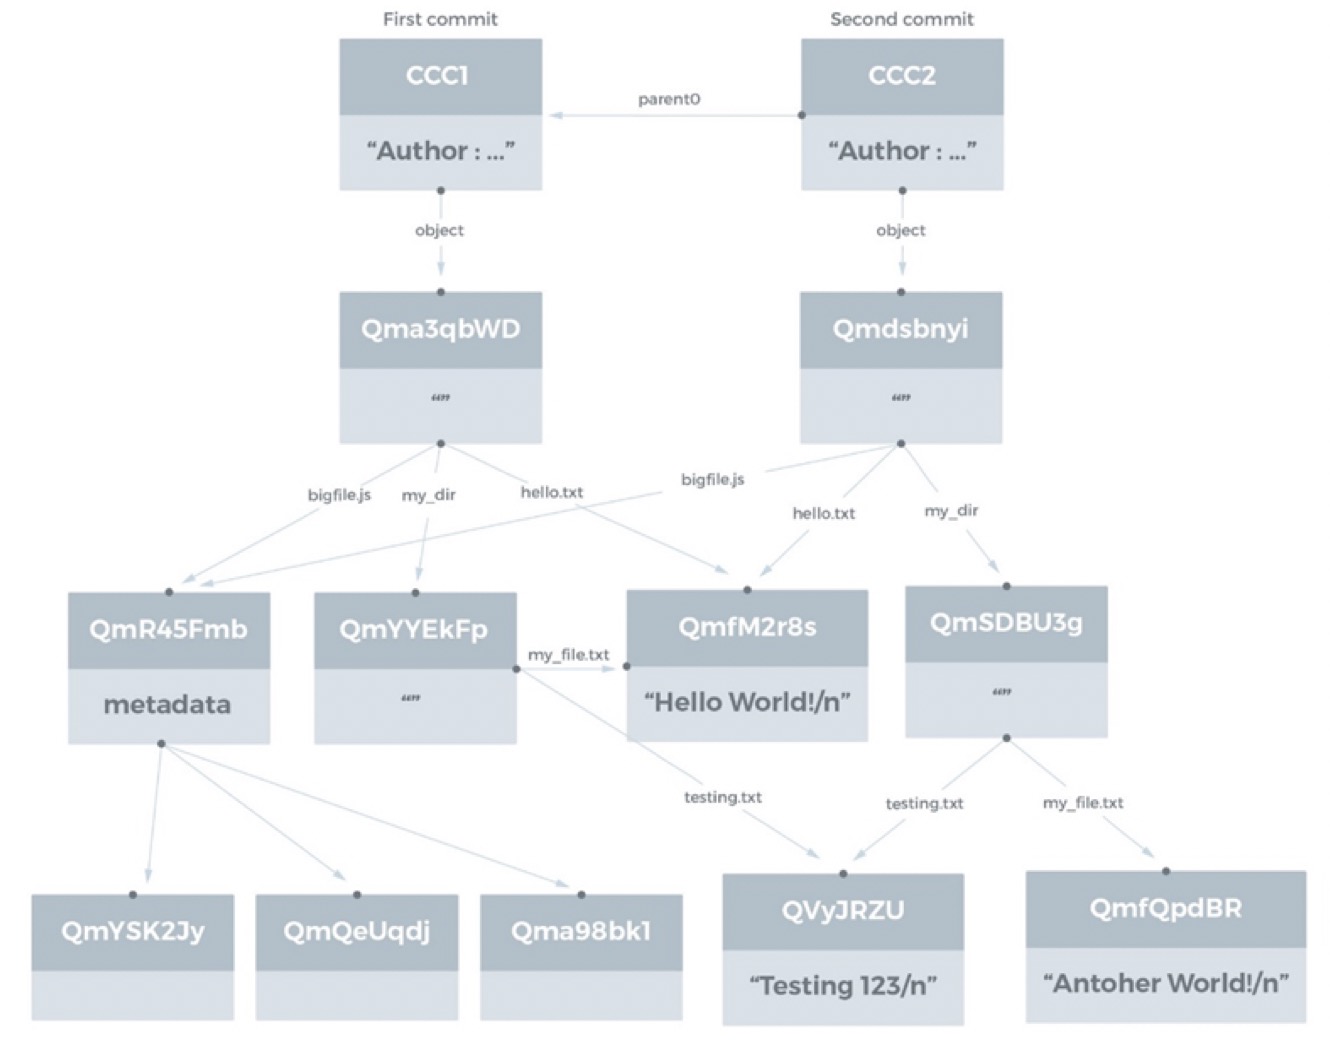 First commit
Second commit
CCC1
CCC2
parent0
“Author : ...”
“Author : ...”
object
object
Qma3qbWD
Qmdsbnyi
“”
“”
bigfile.js
my_dir
hello.txt
bigfile.js
hello.txt
my_dir
QmR45Fmb
QmYYEkFp
QmfM2r8s
QmSDBU3g
my_file.txt
metadata
“”
“Hello World!/n”
“”
testing.txt
testing.txt
my_file.txt
QmYSK2Jy
QmQeUqdj
Qma98bk1
QVyJRZU
QmfQpdBR
“Testing 123/n”
“Antoher World!/n”